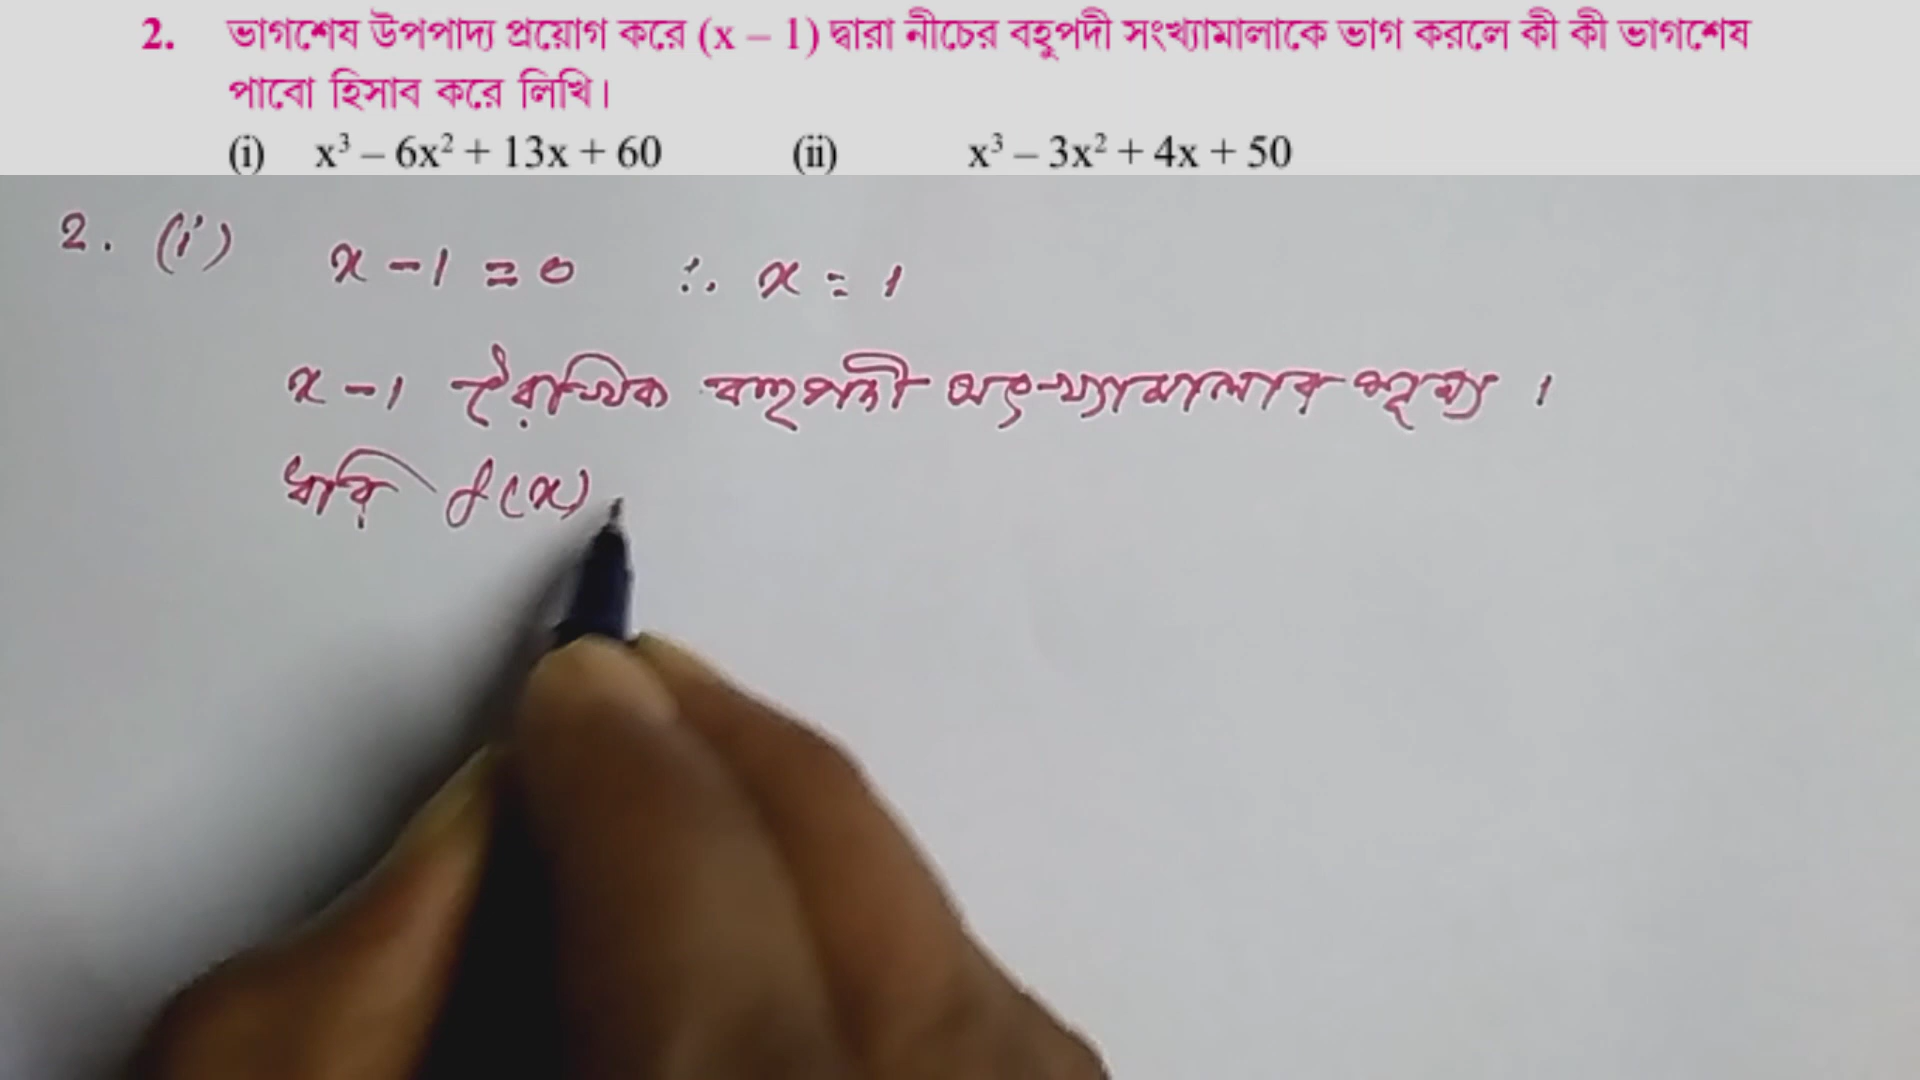 2. ভাগশেষ উপপাদ্য প্রয়োগ করে (x – 1) দ্বারা নীচের বহুপদী সংখ্যামালাকে ভাগ করলে কী কী ভাগশেষ
পাবো হিসাব করে লিখি।
(i) x³ – 6x² + 13x + 60 (ii) x³ – 3x² + 4x + 50
2. (i) x - 1 = 0 ∴ x = 1
x - 1 রৈখিক বহুপদী সংখ্যামালার শূন্য 1
ধরি f(x)